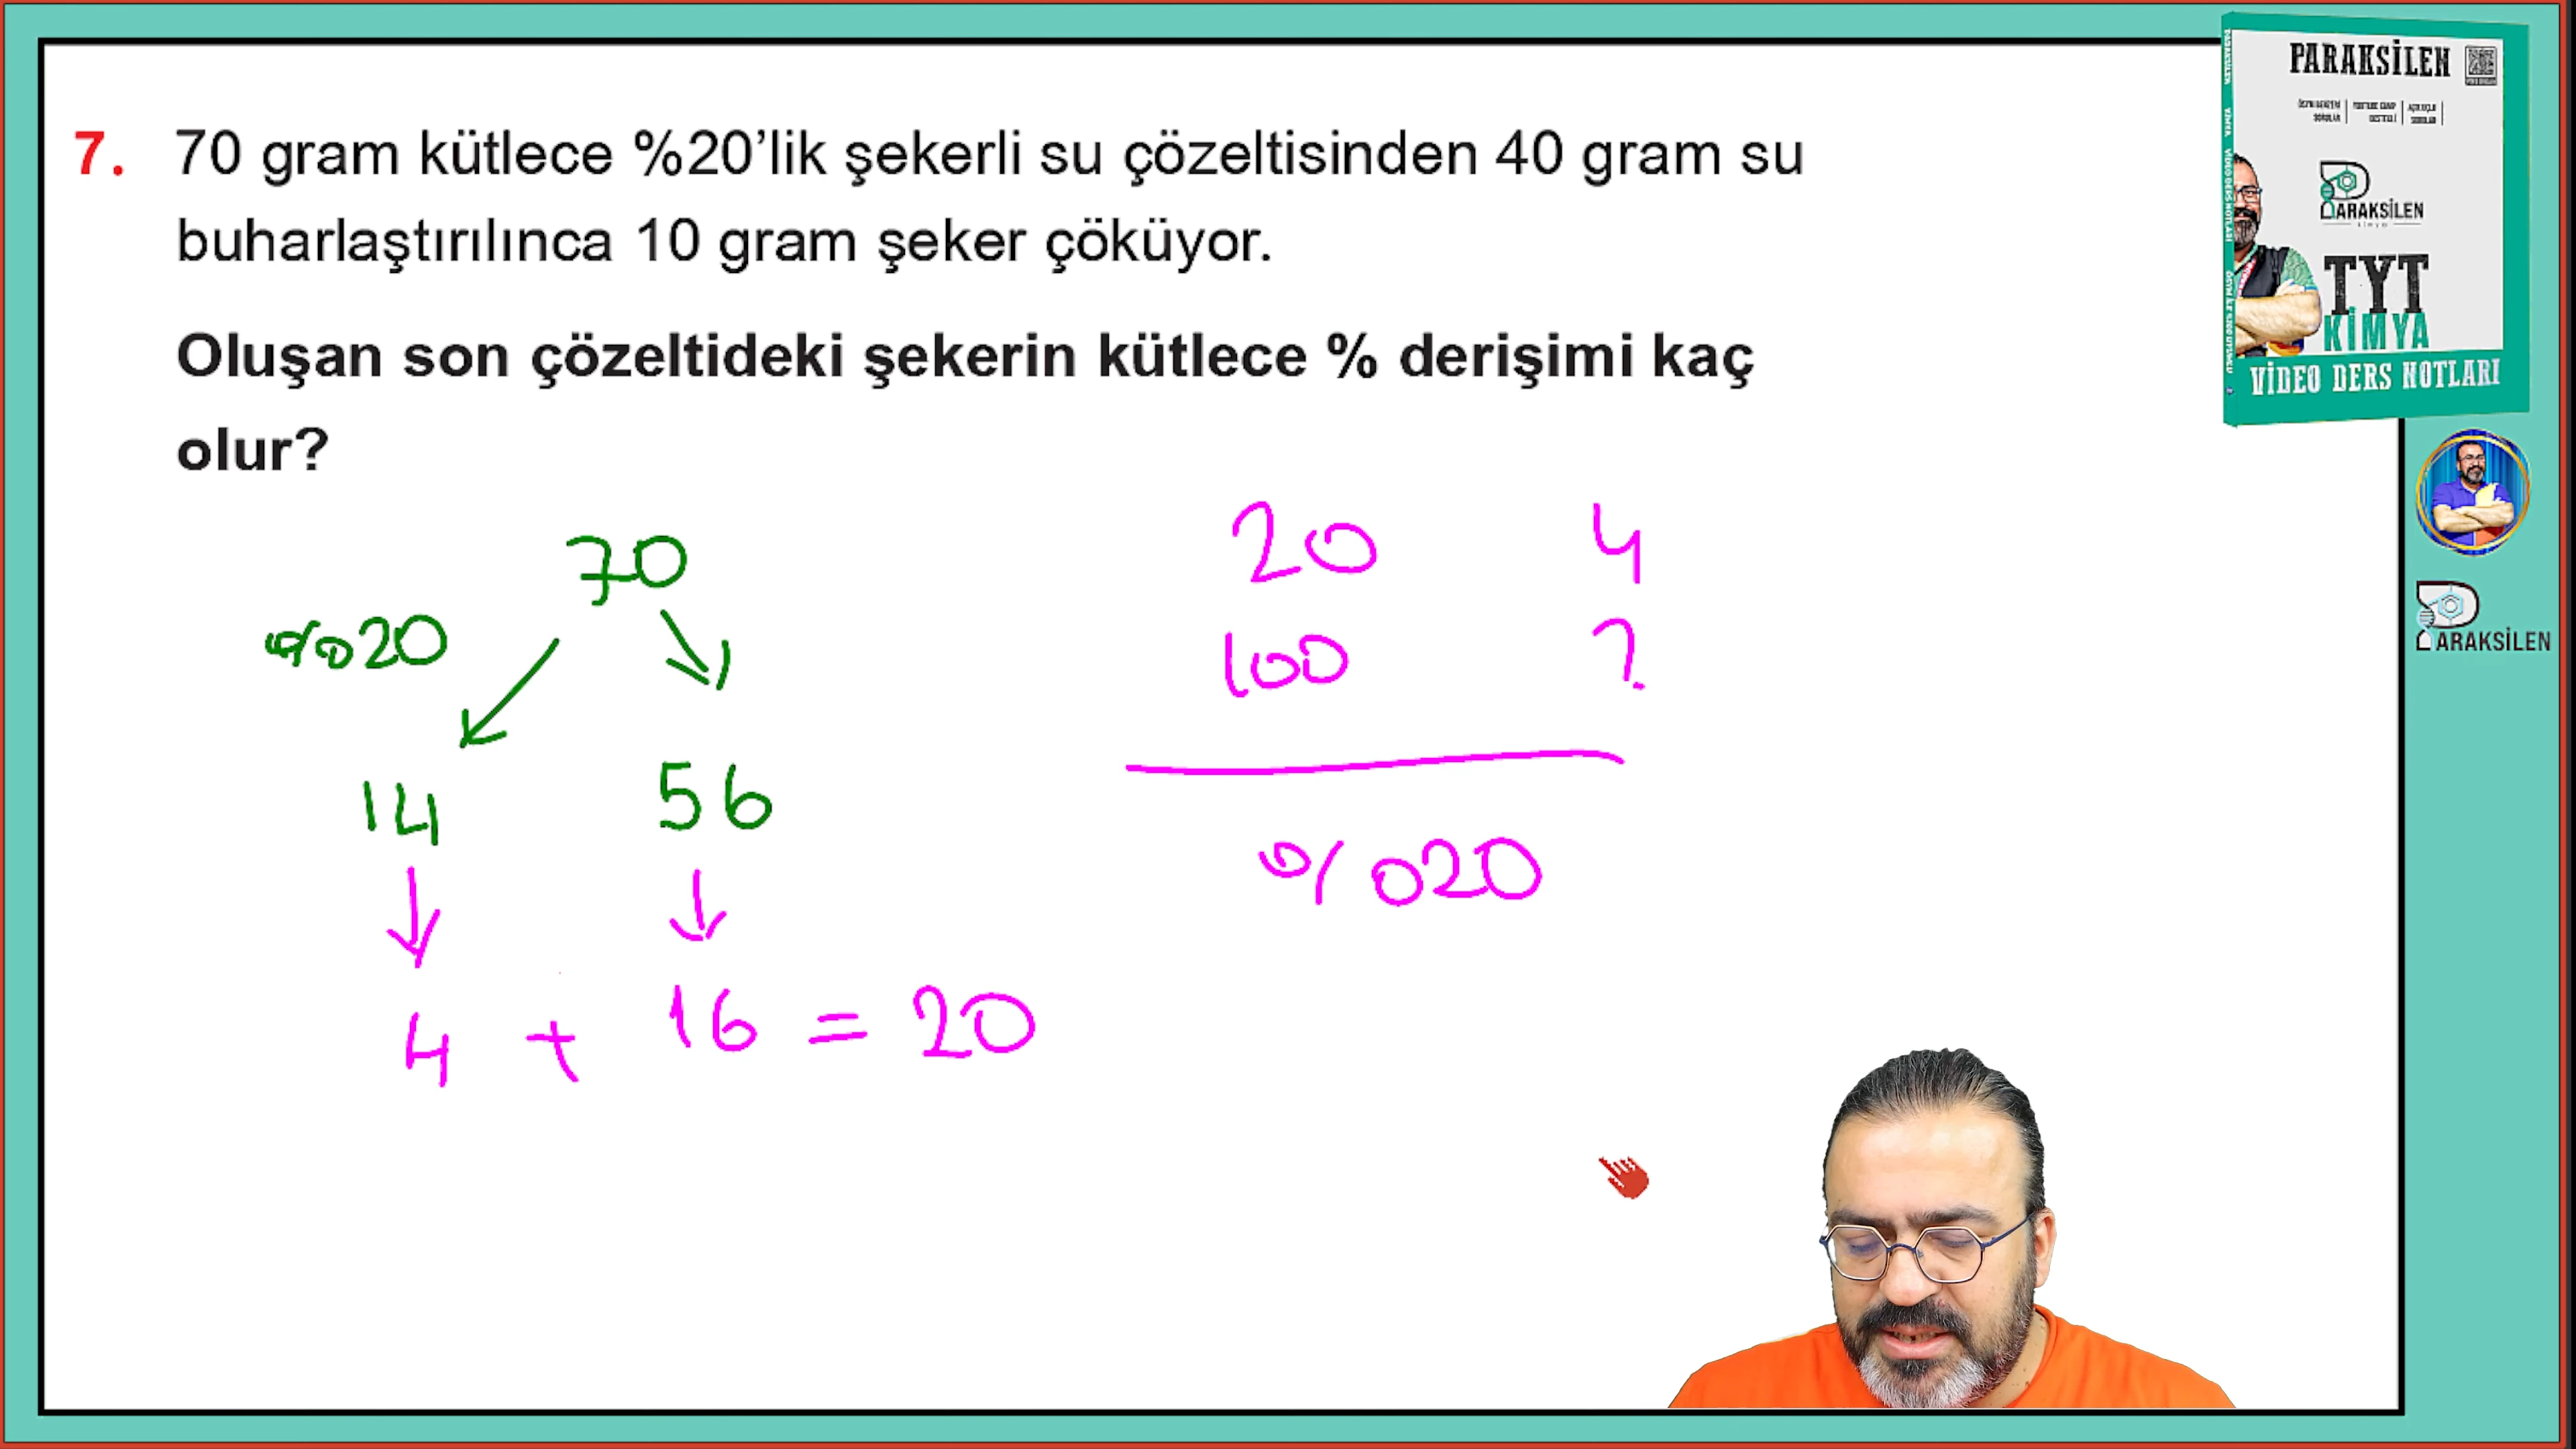 7. 70 gram kütlece %20’lik şekerli su çözeltisinden 40 gram su
buharlaştırılınca 10 gram şeker çöküyor.
Oluşan son çözeltideki şekerin kütlece % derişimi kaç
olur?
70
%20
14 56
4 + 16 = 20
20 4
100 ?
%20
PARAKSİLEN
PARAKSİLEN
kimya
TYT
KİMYA
VİDEO DERS NOTLARI
PARAKSİLEN